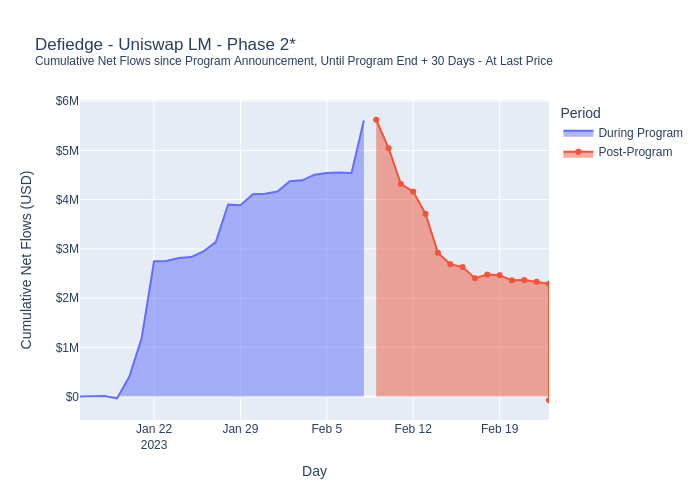 Defiedge - Uniswap LM - Phase 2*
Cumulative Net Flows since Program Announcement, Until Program End + 30 Days - At Last Price
Period
During Program
Post-Program
Cumulative Net Flows (USD)
$6M
$5M
$4M
$3M
$2M
$1M
$0
Jan 22
2023
Jan 29
Feb 5
Feb 12
Feb 19
Day